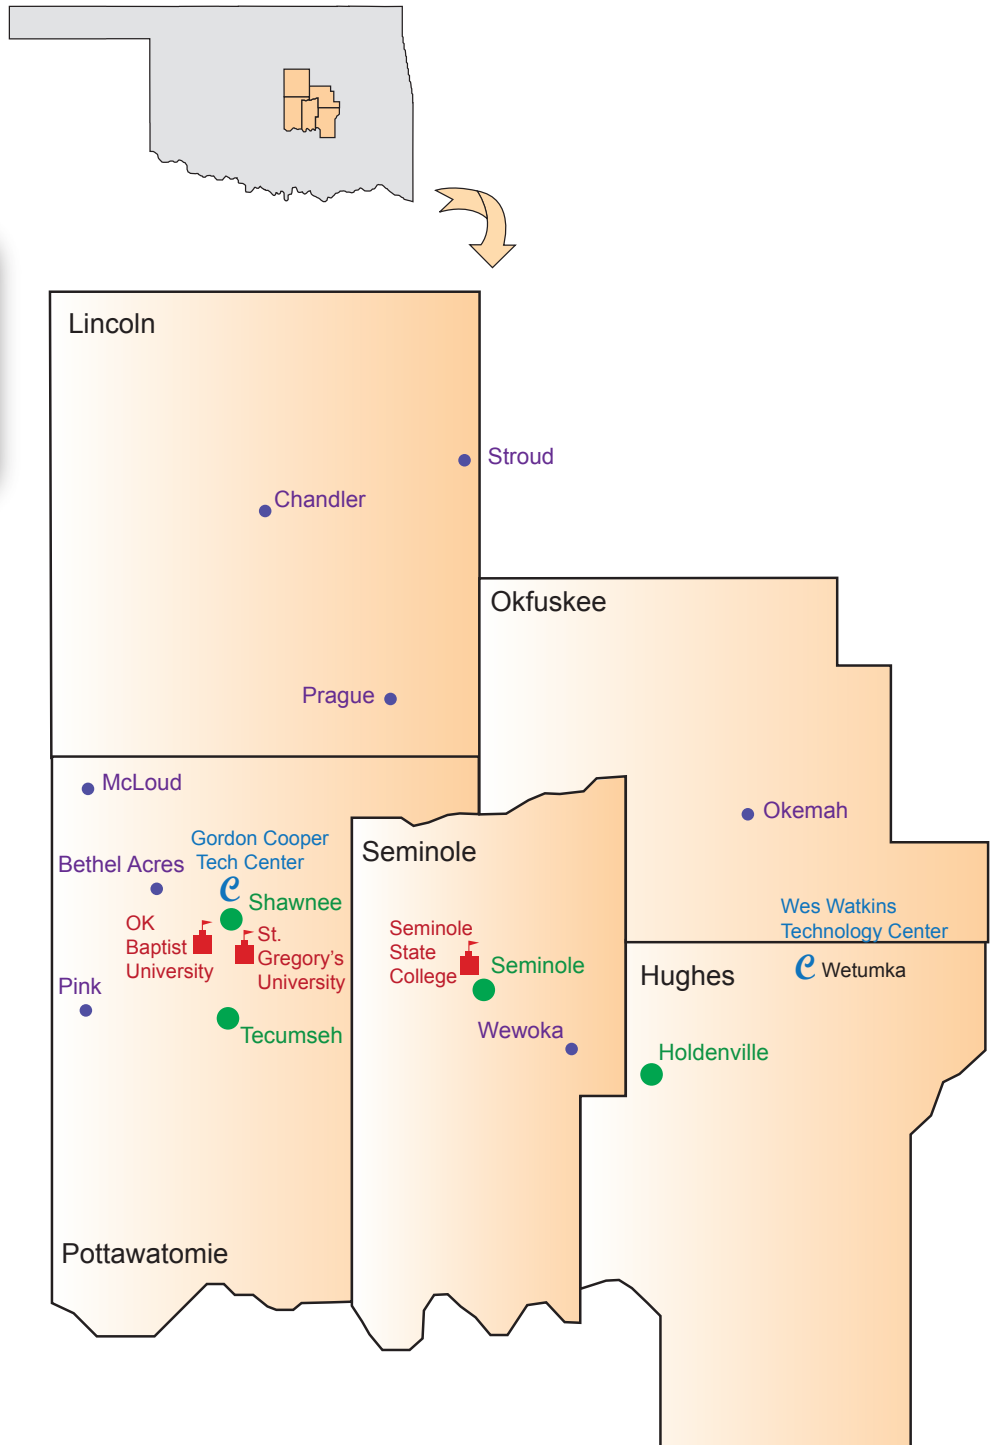 Lincoln
Stroud
Chandler
Okfuskee
Prague
McLoud
Okemah
Gordon Cooper
Tech Center
Seminole
Bethel Acres
C
Shawnee
Wes Watkins
Technology Center
OK
Baptist
University
St.
Gregory's
University
Seminole
State
College
Seminole
Hughes
C
Wetumka
Pink
Tecumseh
Wewoka
Holdenville
Pottawatomie